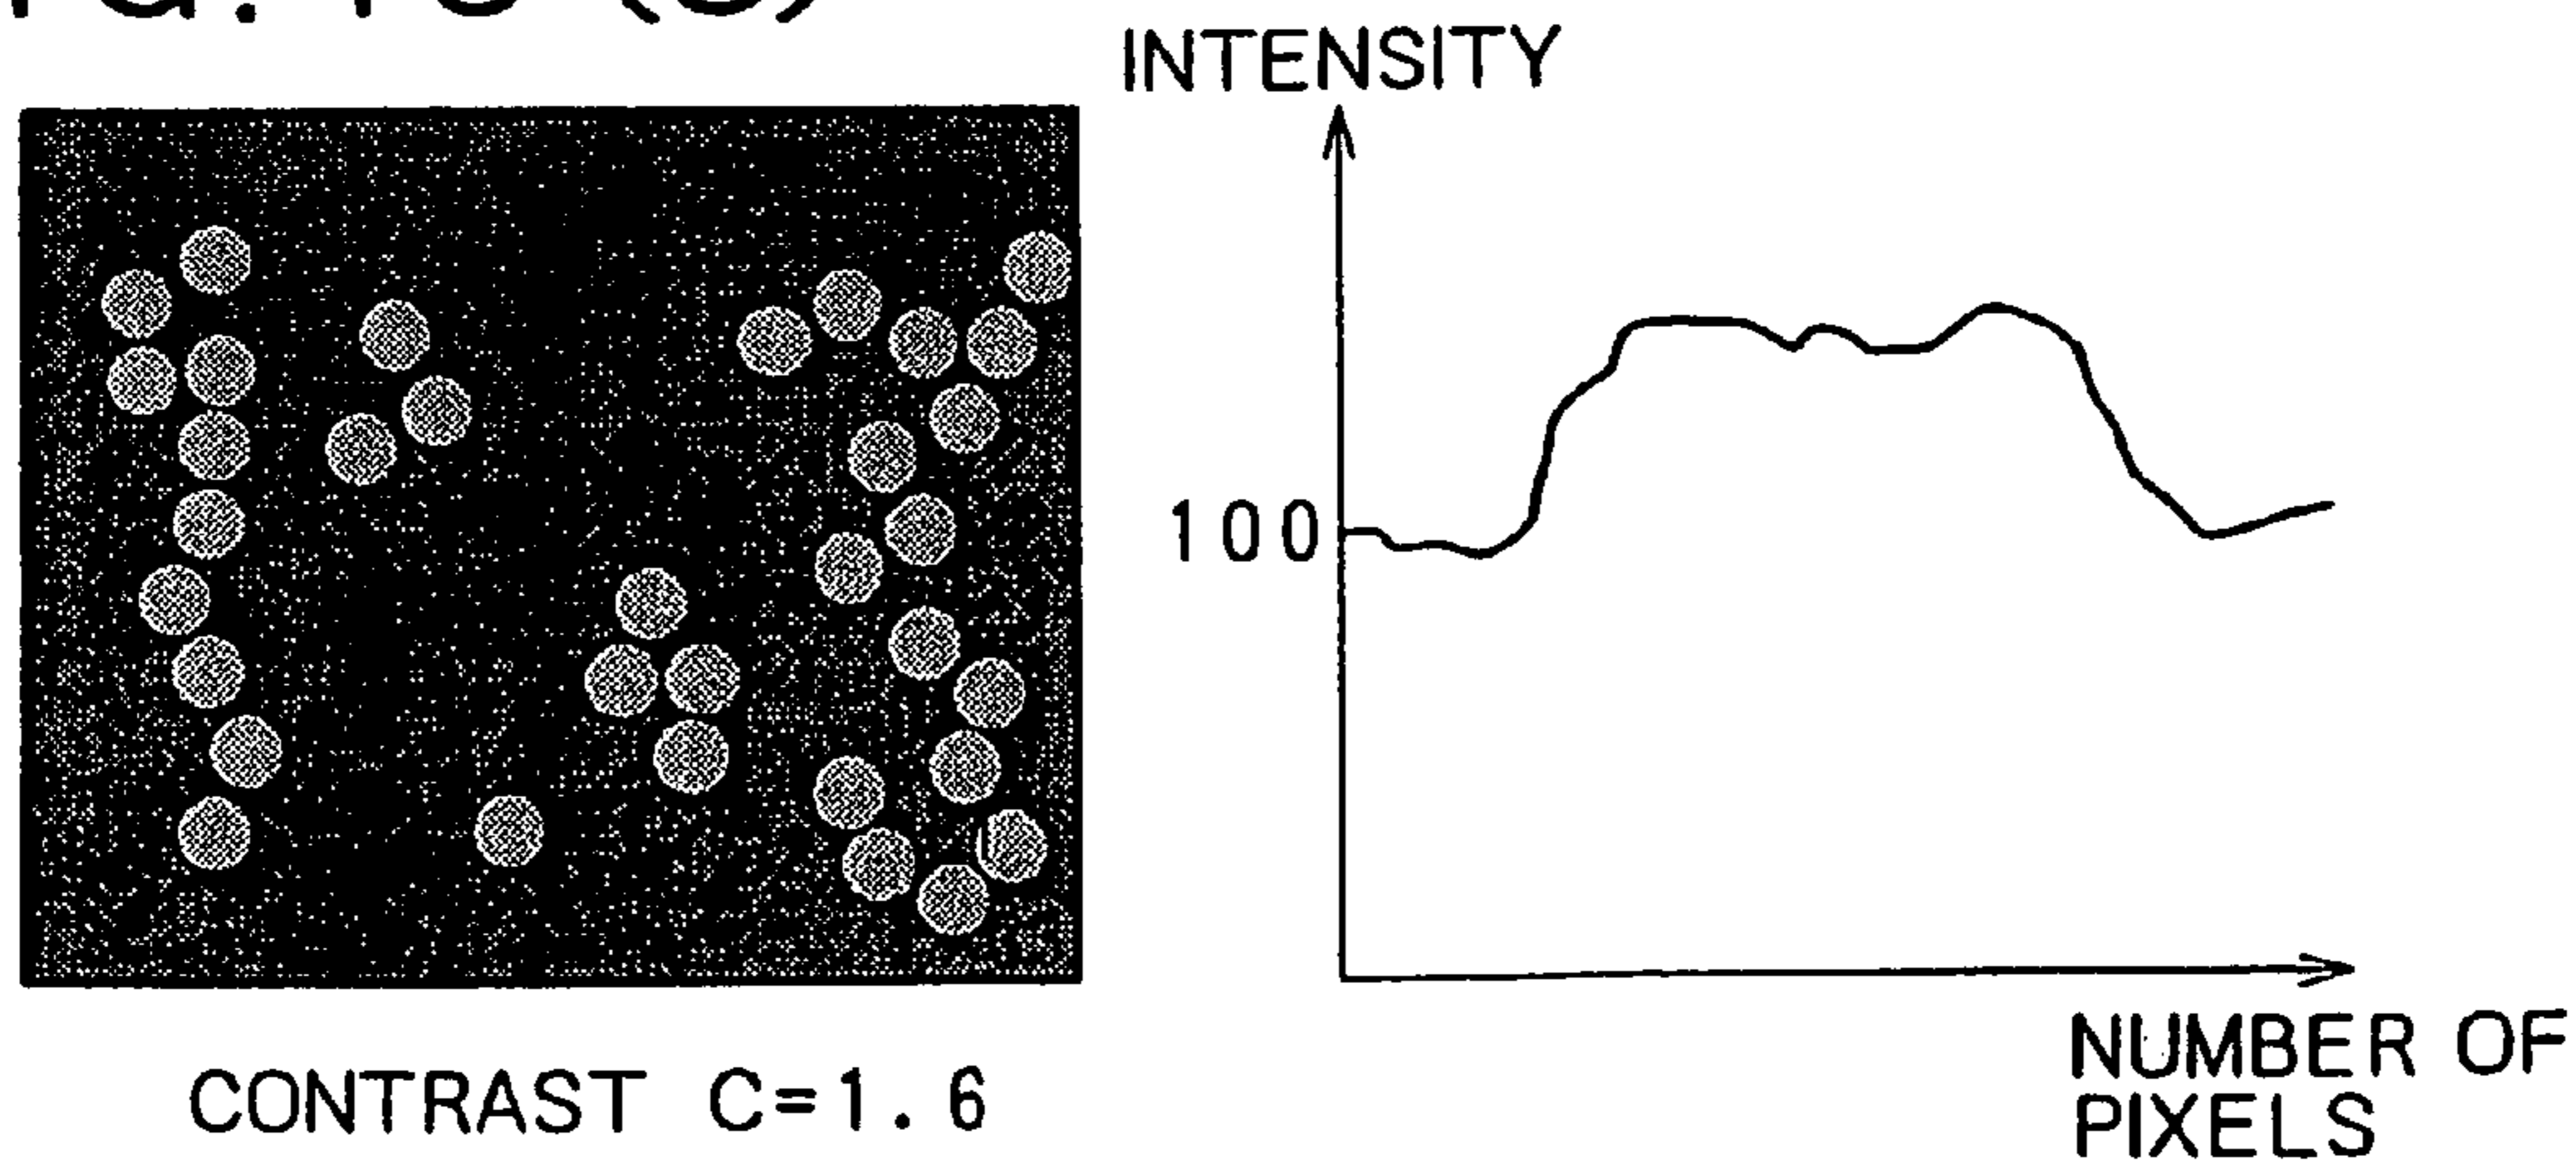 INTENSITY
100
CONTRAST C=1.6
NUMBER OF
PIXELS